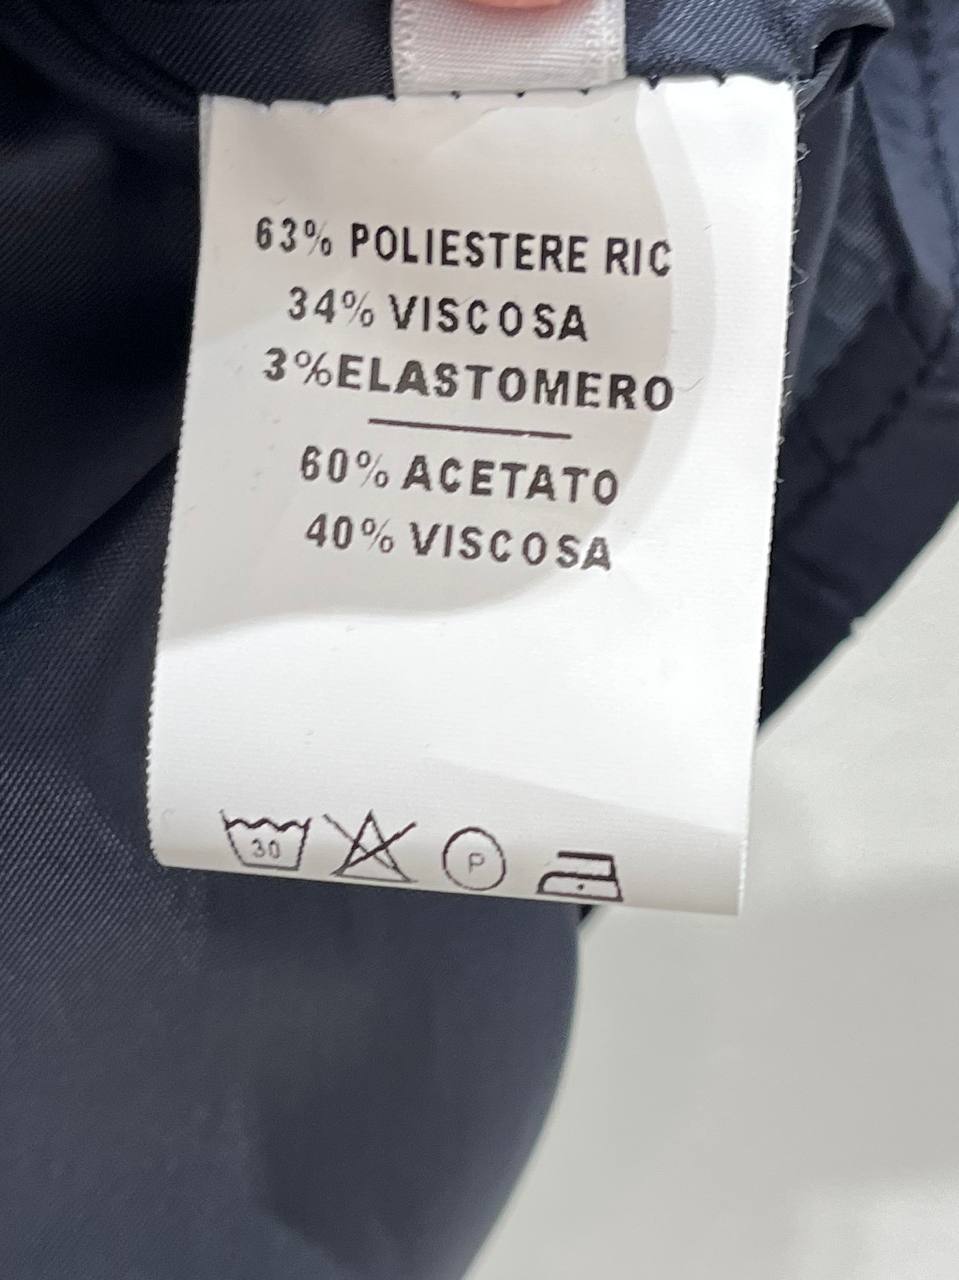 63% POLIESTERE RIC
34% VISCOSA
3%ELASTOMERO
60% ACETATO
40% VISCOSA
30 P